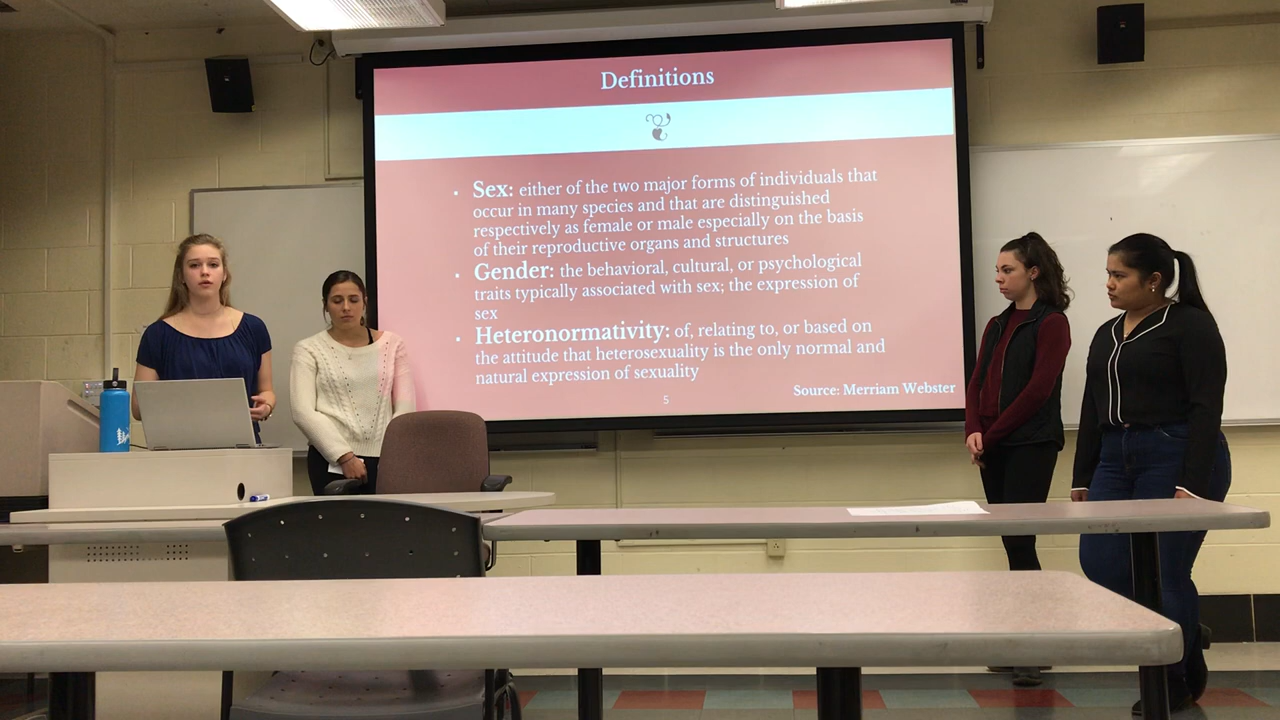 Definitions
• Sex: either of the two major forms of individuals that
occur in many species and that are distinguished
respectively as female or male especially on the basis
of their reproductive organs and structures
• Gender: the behavioral, cultural, or psychological
traits typically associated with sex; the expression of
sex
• Heteronormativity: of, relating to, or based on
the attitude that heterosexuality is the only normal and
natural expression of sexuality
Source: Merriam Webster
5